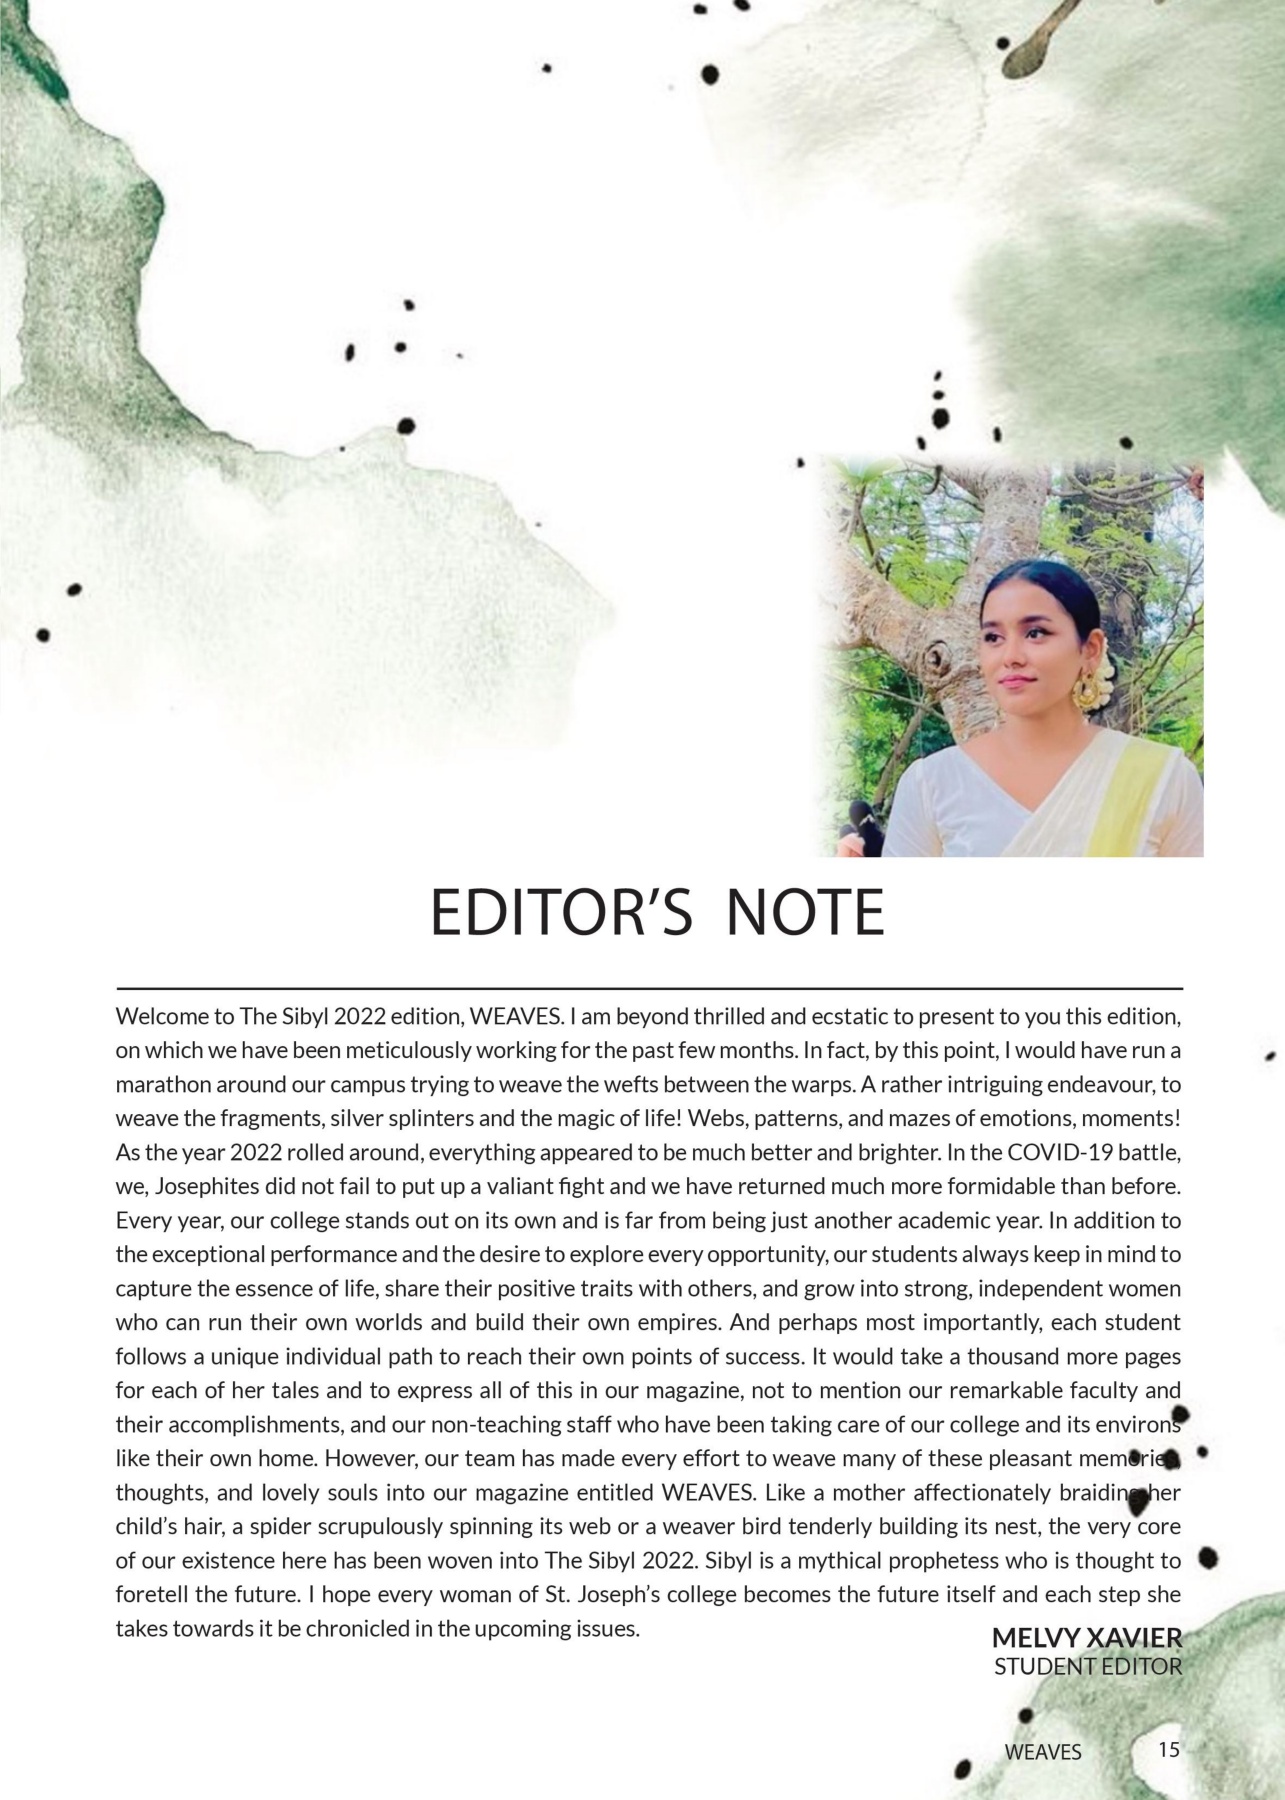 EDITOR’S NOTE
Welcome to The Sibyl 2022 edition, WEAVES. I am beyond thrilled and ecstatic to present to you this edition,
on which we have been meticulously working for the past few months. In fact, by this point, I would have run a
marathon around our campus trying to weave the wefts between the warps. A rather intriguing endeavour, to
weave the fragments, silver splinters and the magic of life! Webs, patterns, and mazes of emotions, moments!
As the year 2022 rolled around, everything appeared to be much better and brighter. In the COVID-19 battle,
we, Josephites did not fail to put up a valiant fight and we have returned much more formidable than before.
Every year, our college stands out on its own and is far from being just another academic year. In addition to
the exceptional performance and the desire to explore every opportunity, our students always keep in mind to
capture the essence of life, share their positive traits with others, and grow into strong, independent women
who can run their own worlds and build their own empires. And perhaps most importantly, each student
follows a unique individual path to reach their own points of success. It would take a thousand more pages
for each of her tales and to express all of this in our magazine, not to mention our remarkable faculty and
their accomplishments, and our non-teaching staff who have been taking care of our college and its environs
like their own home. However, our team has made every effort to weave many of these pleasant memories,
thoughts, and lovely souls into our magazine entitled WEAVES. Like a mother affectionately braiding her
child’s hair, a spider scrupulously spinning its web or a weaver bird tenderly building its nest, the very core
of our existence here has been woven into The Sibyl 2022. Sibyl is a mythical prophetess who is thought to
foretell the future. I hope every woman of St. Joseph’s college becomes the future itself and each step she
takes towards it be chronicled in the upcoming issues.
MELVY XAVIER
STUDENT EDITOR
WEAVES 15